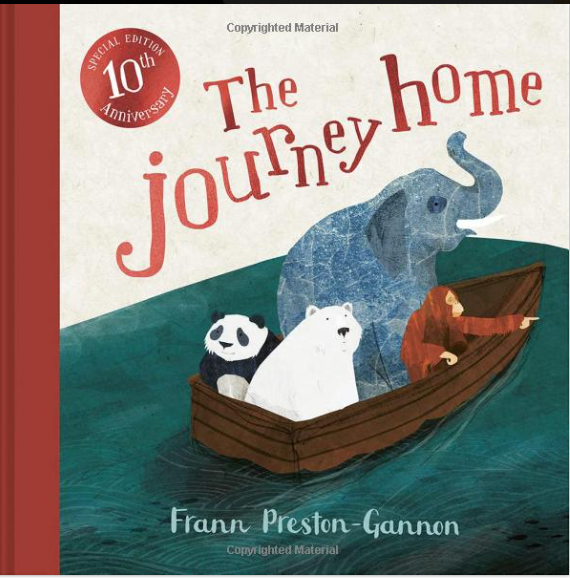 Copyrighted Material
SPECIAL EDITION
10th
Anniversary
The
journey home
Frann Preston-Gannon
Copyrighted Material